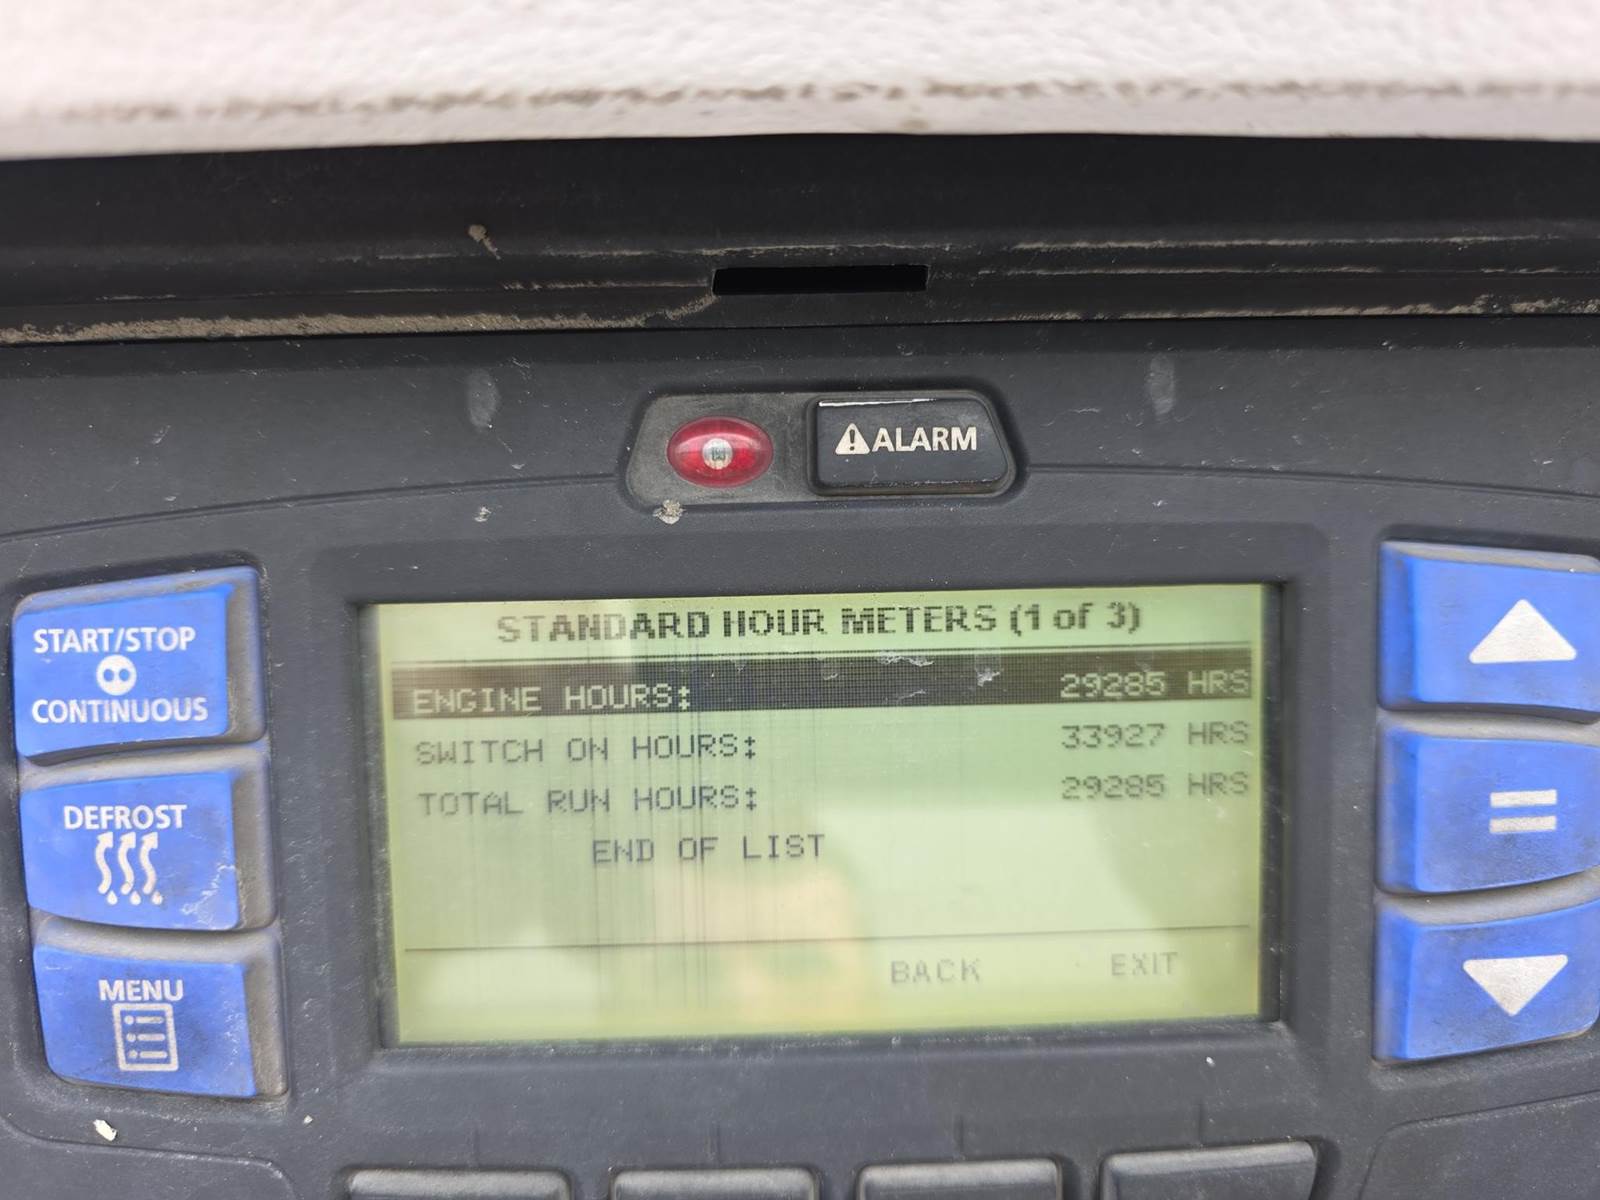 ALARM
START/STOP
CONTINUOUS
DEFROST
MENU
STANDARD HOUR METERS (1 of 3)
ENGINE HOURS: 29285 HRS
SWITCH ON HOURS: 33927 HRS
TOTAL RUN HOURS: 29285 HRS
END OF LIST
BACK EXIT